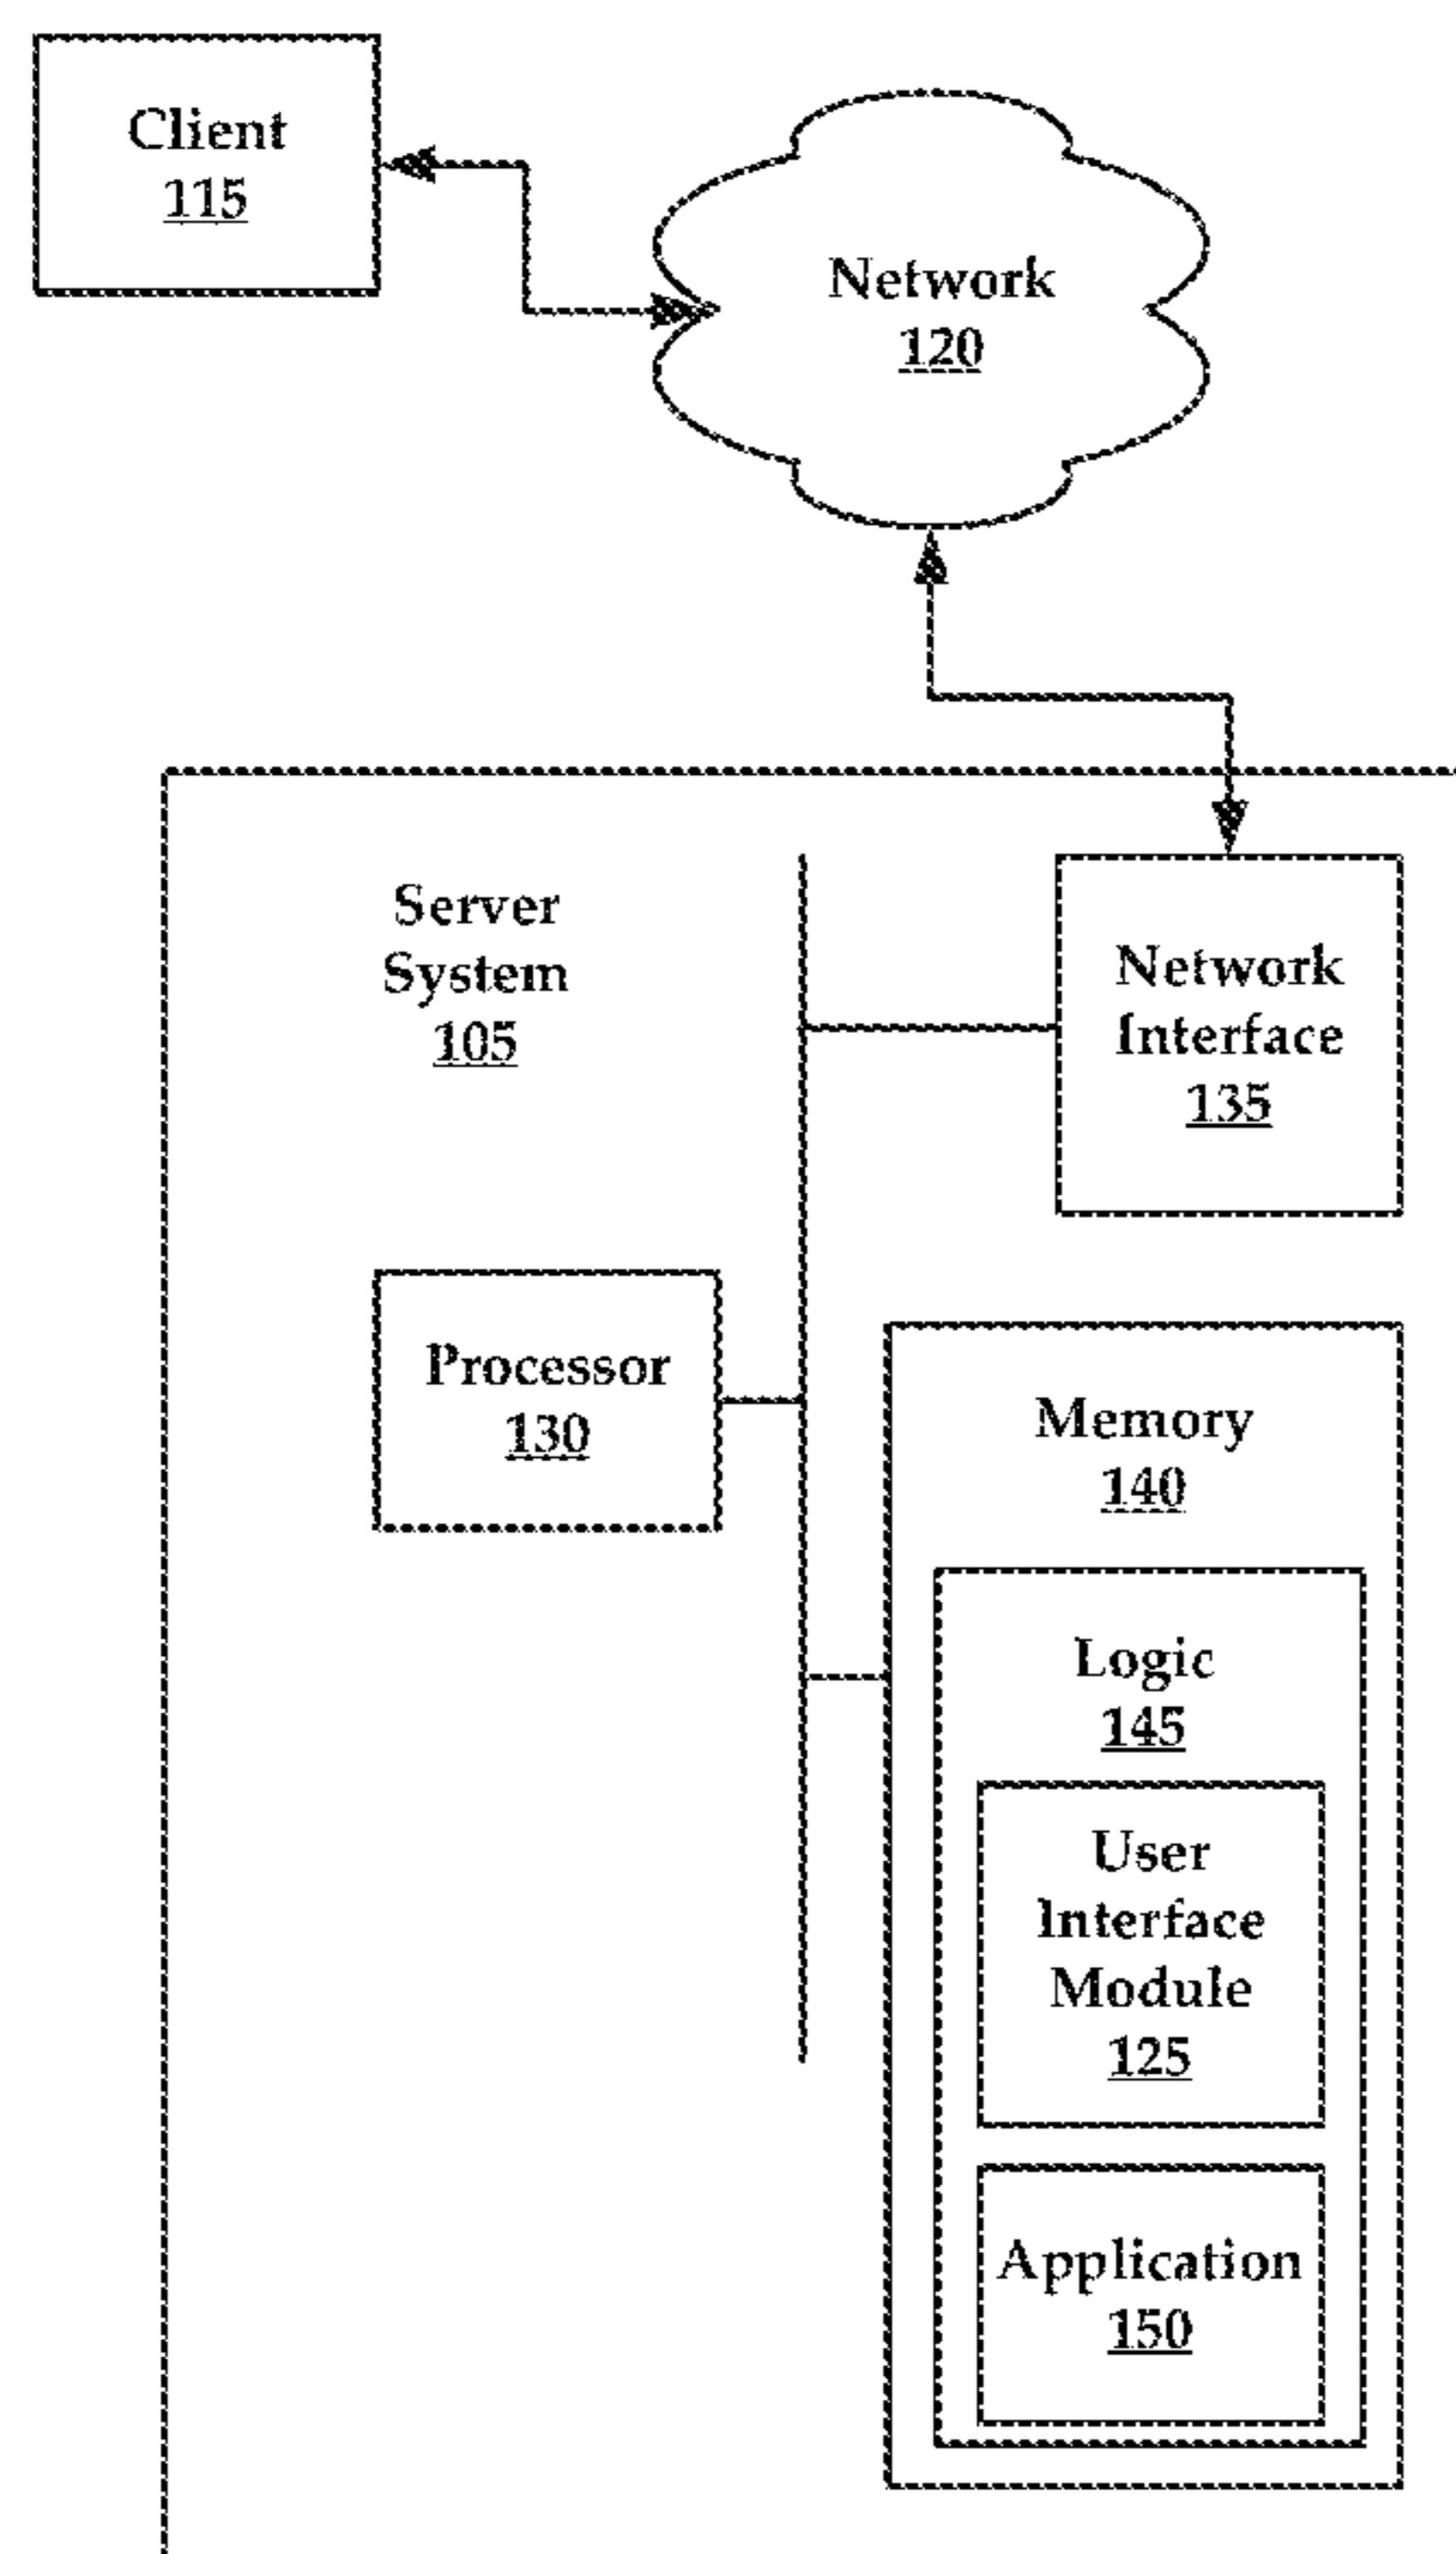 Client
115
Network
120
Server
System
105
Network
Interface
135
Processor
130
Memory
140
Logic
145
User
Interface
Module
125
Application
150